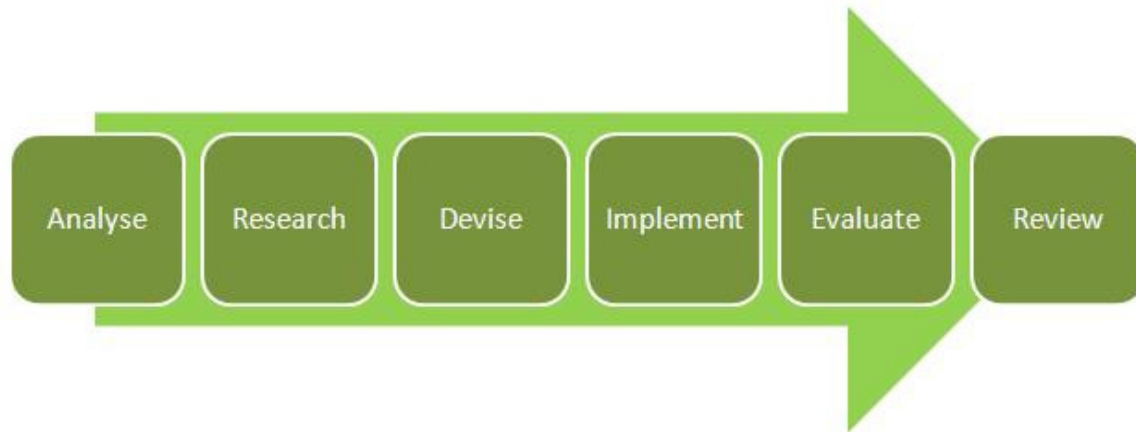 Analyse
Research
Devise
Implement
Evaluate
Review